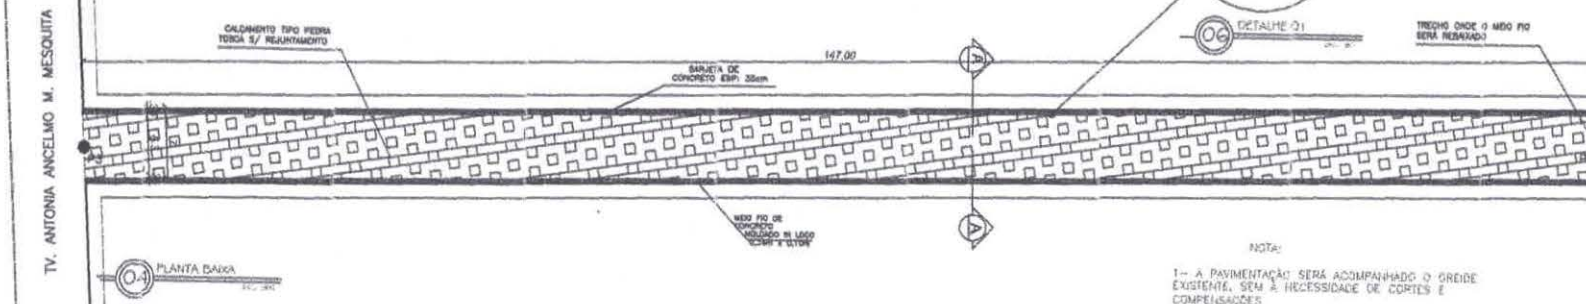 TV. ANTONIA ANCELMO M. MESQUITA
CALÇAMENTO TIPO PEDRA
TOSCA S/ REJUNTAMENTO
147,00
SARJETA DE
CONCRETO ESP: 35cm
A
06
DETALHE 01
TRECHO ONDE O MEIO FIO
SERÁ REBAIXADO
MEIO FIO DE
CONCRETO
MOLDADO IN LOCO
A
04
PLANTA BAIXA
NOTA:
1- A PAVIMENTAÇÃO SERÁ ACOMPANHADO O GREIDE
EXISTENTE, SEM A NECESSIDADE DE CORTES E
COMPENSAÇÕES